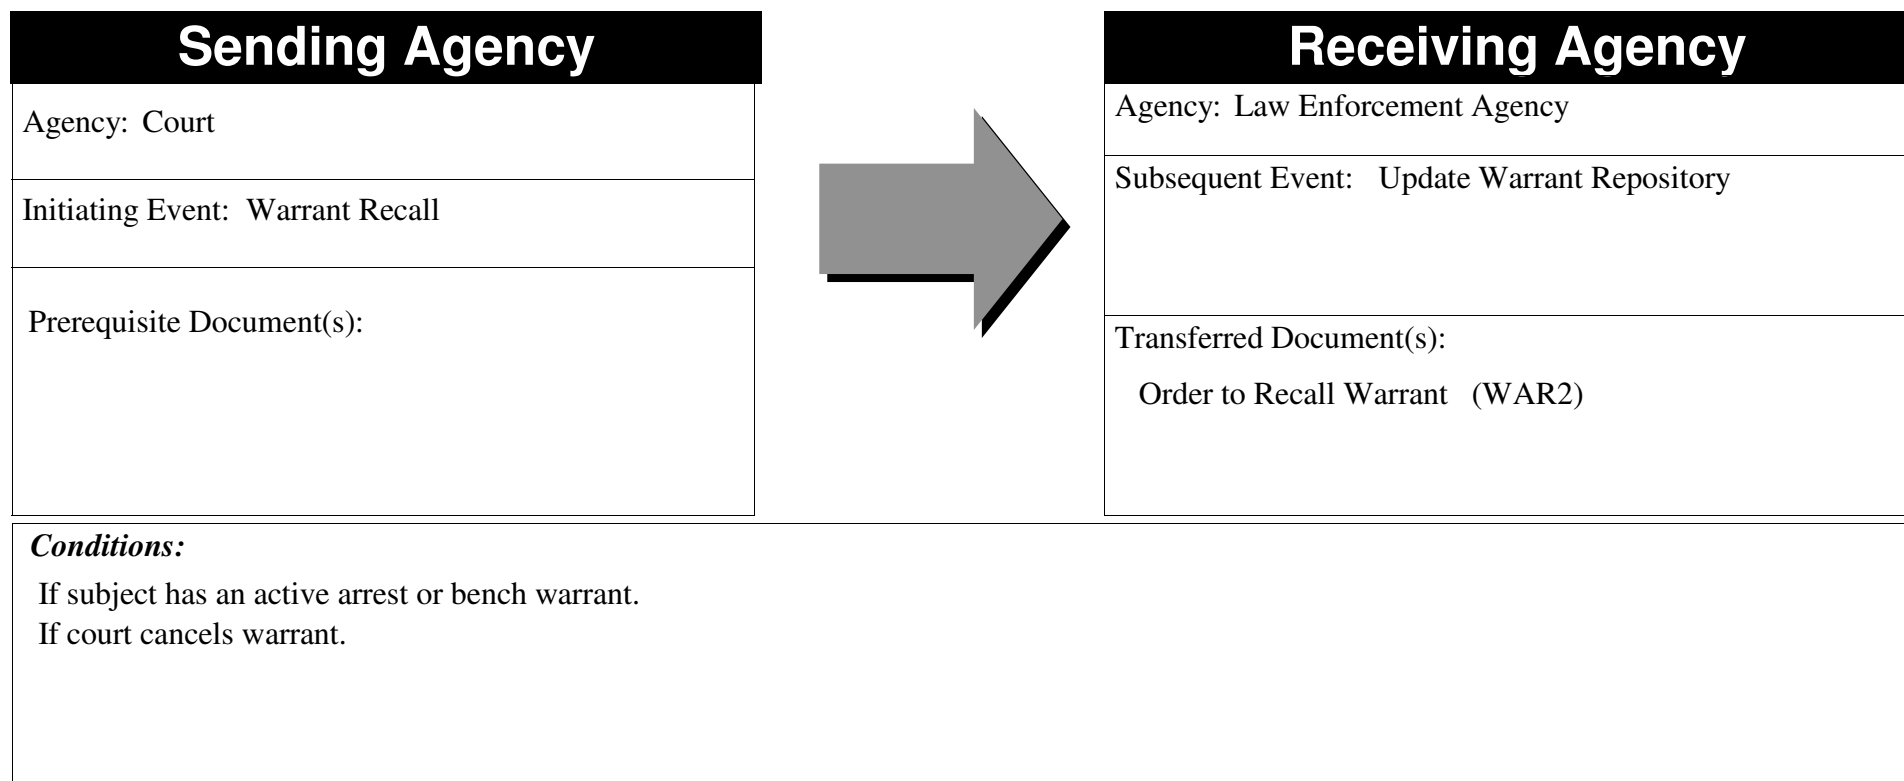 Sending Agency
Agency: Court
Initiating Event: Warrant Recall
Prerequisite Document(s):
Receiving Agency
Agency: Law Enforcement Agency
Subsequent Event: Update Warrant Repository
Transferred Document(s):
Order to Recall Warrant (WAR2)
Conditions:
If subject has an active arrest or bench warrant.
If court cancels warrant.